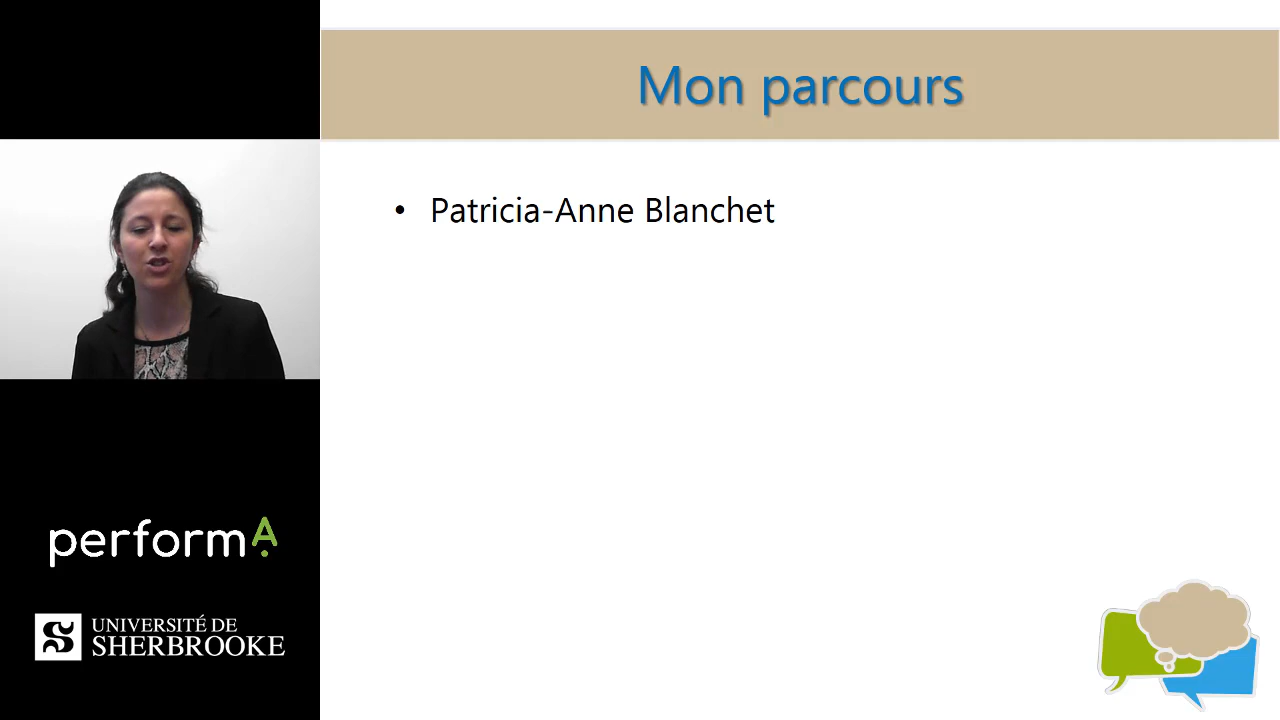 Mon parcours
• Patricia-Anne Blanchet
performA
UNIVERSITÉ DE
SHERBROOKE